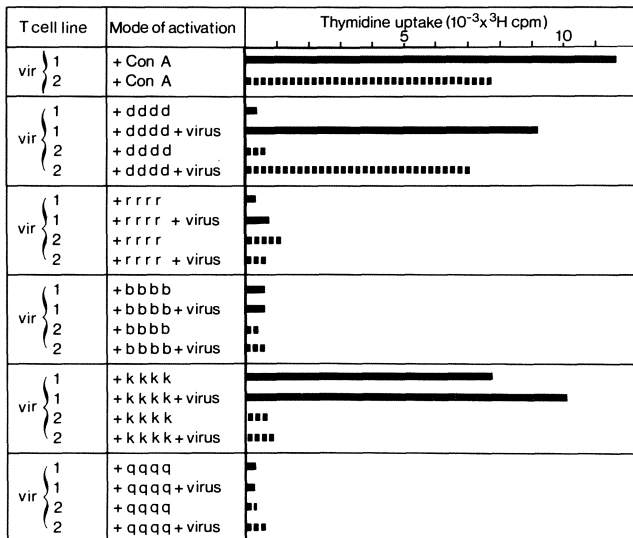 T cell line Mode of activation Thymidine uptake (10⁻³x³H cpm)
5 10
vir 1 + Con A
2 + Con A
vir 1 + d d d d
1 + d d d d + virus
2 + d d d d
2 + d d d d + virus
vir 1 + r r r r
1 + r r r r + virus
2 + r r r r
2 + r r r r + virus
vir 1 + b b b b
1 + b b b b + virus
2 + b b b b
2 + b b b b + virus
vir 1 + k k k k
1 + k k k k + virus
2 + k k k k
2 + k k k k + virus
vir 1 + q q q q
1 + q q q q + virus
2 + q q q q
2 + q q q q + virus